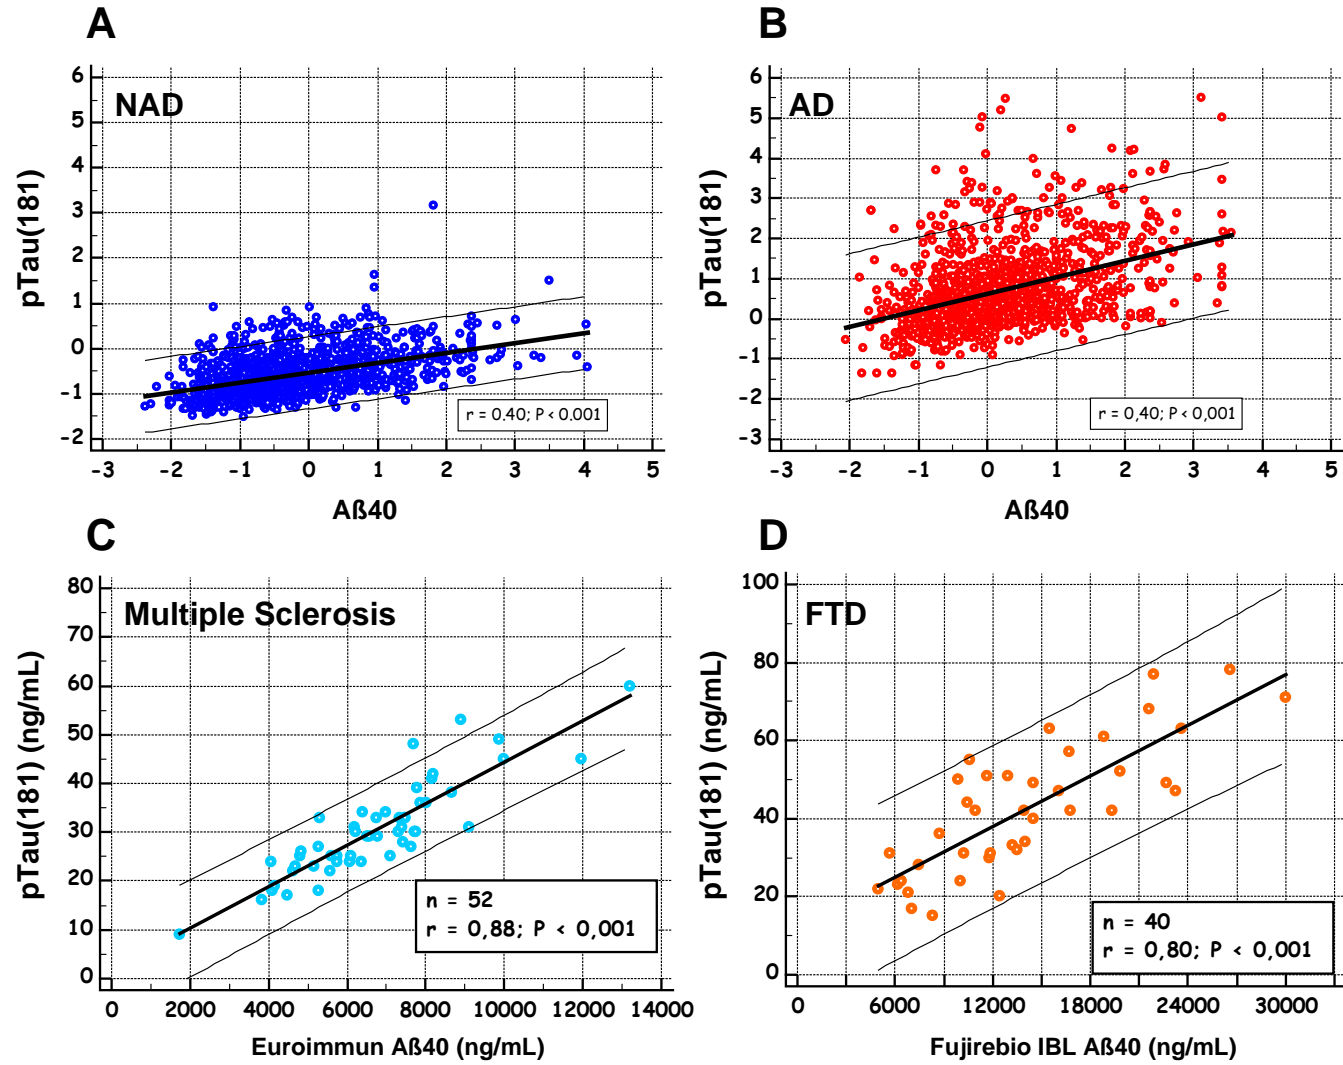 A
B
6
5
4
3
2
1
0
-1
-2
pTau(181)
NAD
r = 0.40; P < 0.001
-3 -2 -1 0 1 2 3 4 5
Aß40
6
5
4
3
2
1
0
-1
-2
-3
pTau(181)
AD
r = 0,40; P < 0,001
-3 -2 -1 0 1 2 3 4 5
Aß40
C
D
80
70
60
50
40
30
20
10
0
pTau(181) (ng/mL)
Multiple Sclerosis
n = 52
r = 0,88; P < 0,001
0 2000 4000 6000 8000 10000 12000 14000
Euroimmun Aß40 (ng/mL)
100
80
60
40
20
0
pTau(181) (ng/mL)
FTD
n = 40
r = 0,80; P < 0,001
0 6000 12000 18000 24000 30000
Fujirebio IBL Aß40 (ng/mL)